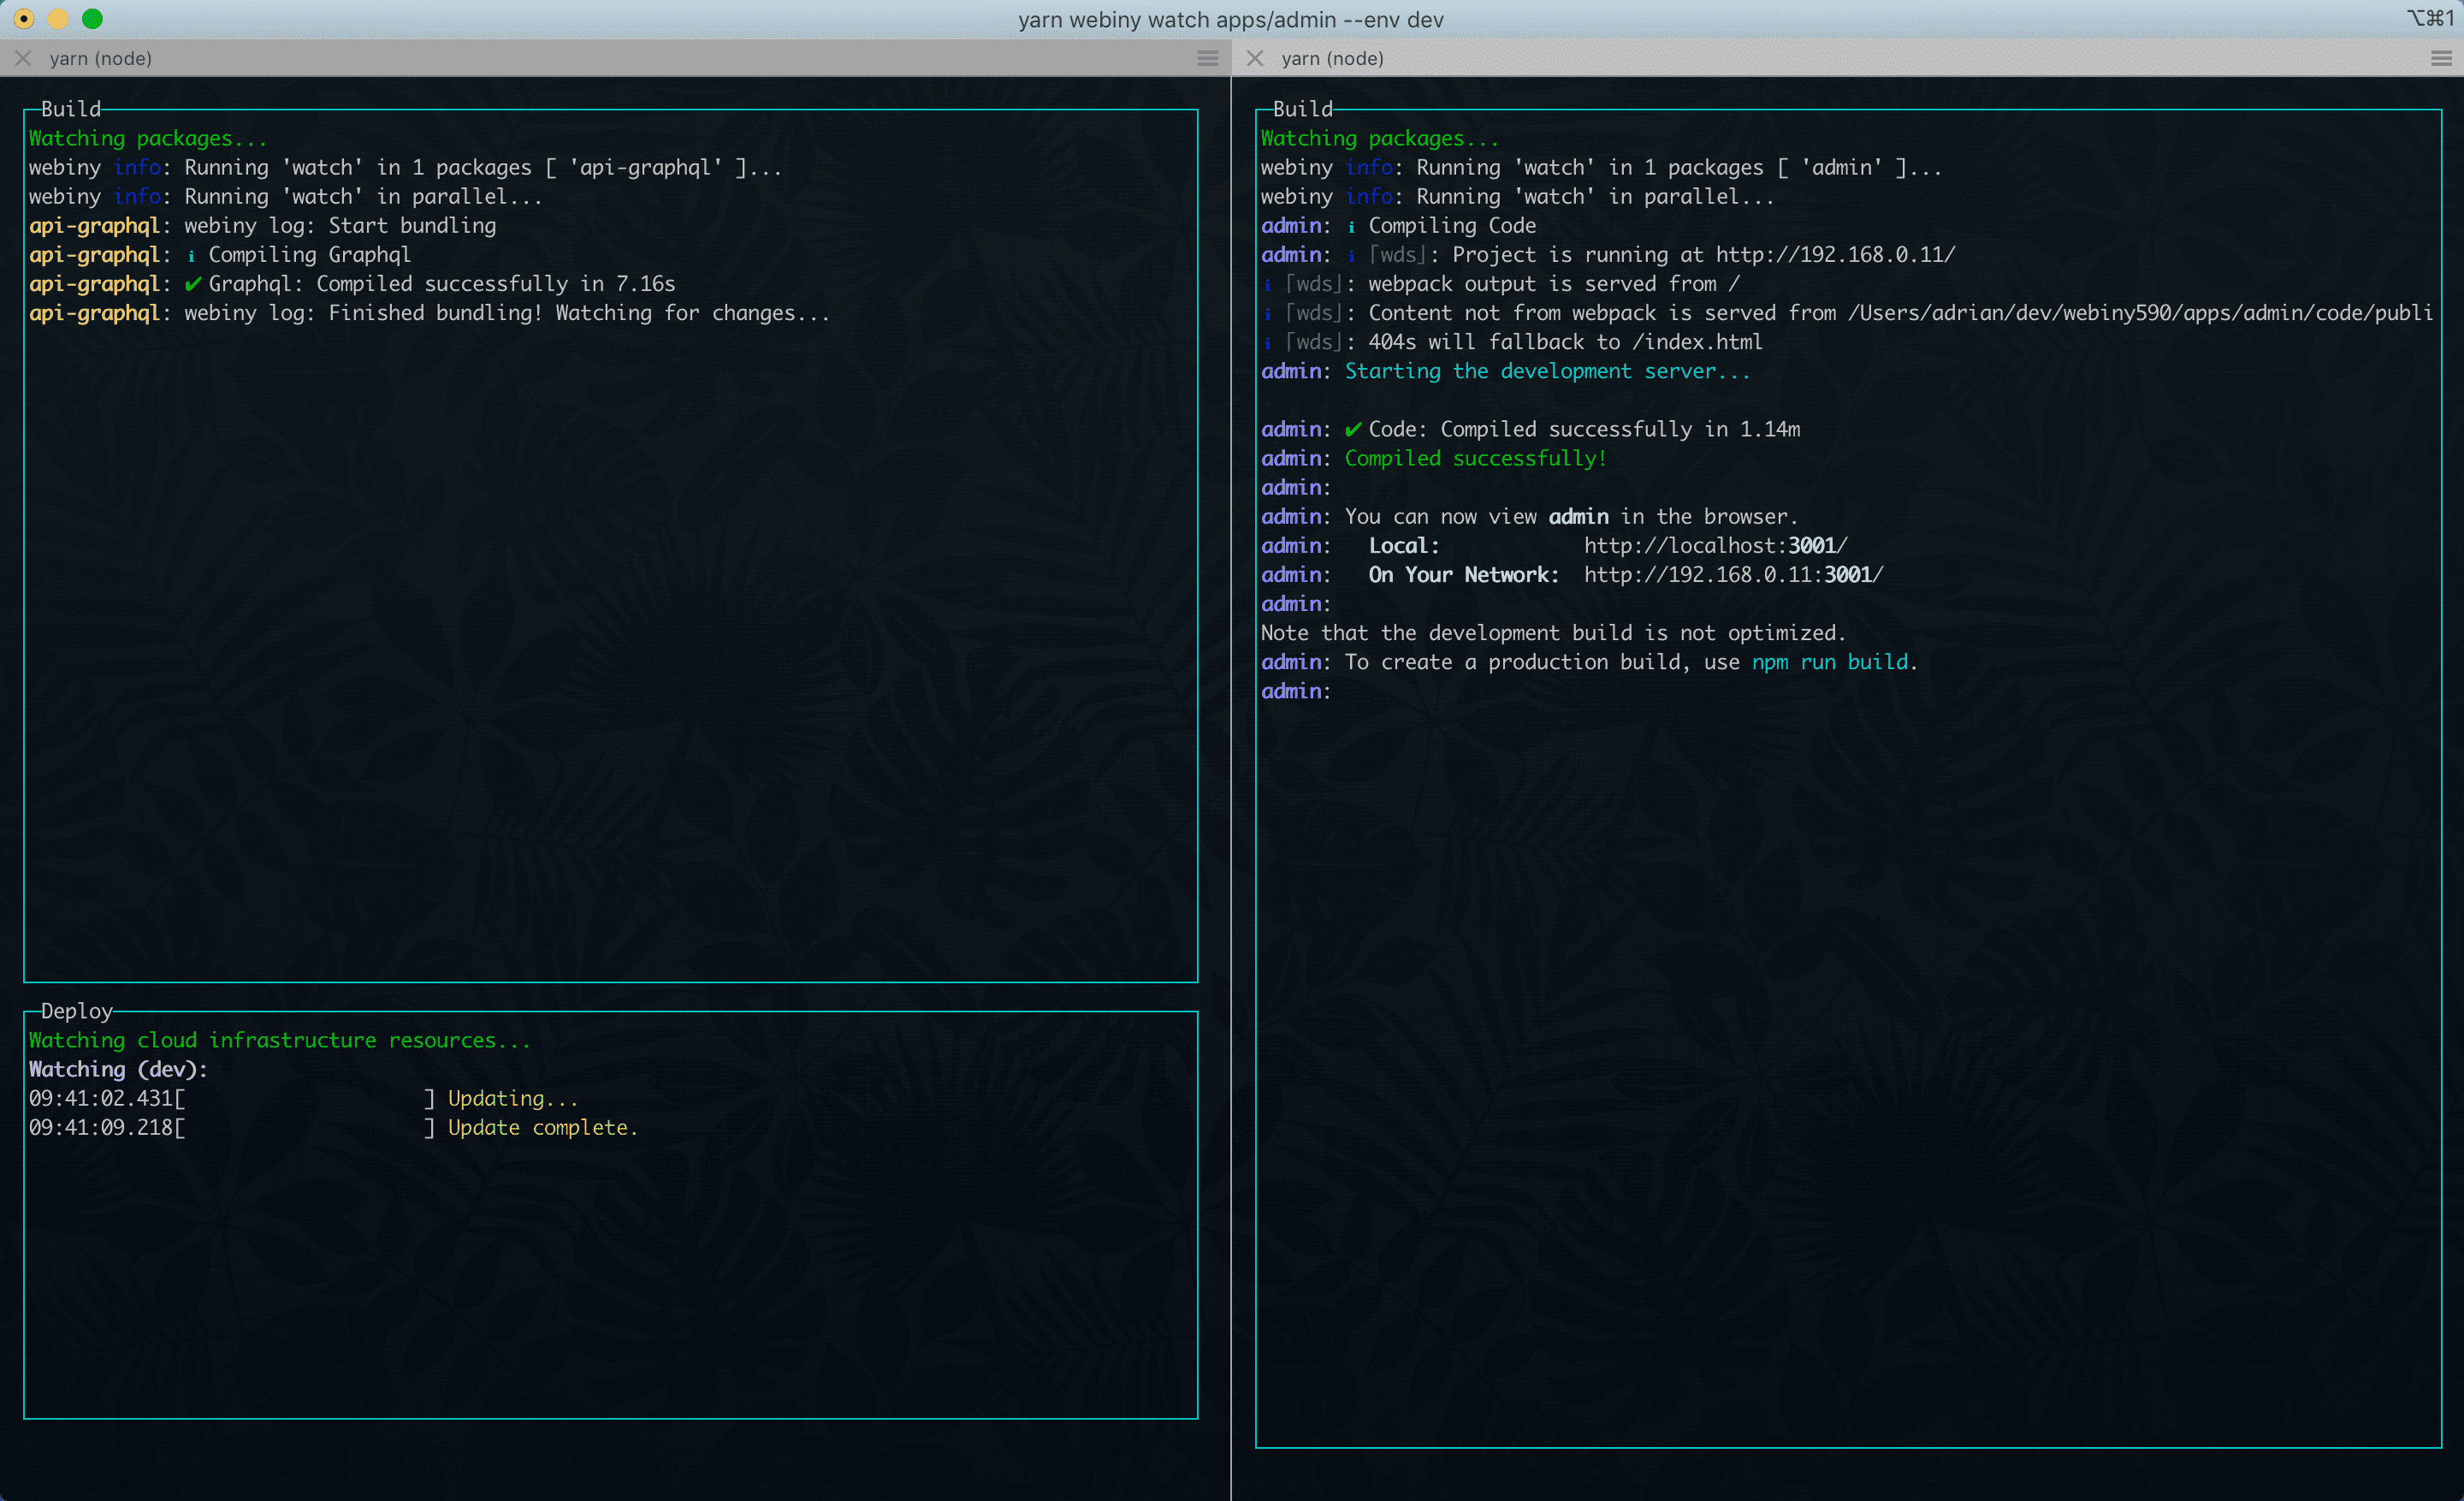 yarn webiny watch apps/admin --env dev
⌥⌘1
yarn (node)
Build
Watching packages...
webiny info: Running 'watch' in 1 packages [ 'api-graphql' ]...
webiny info: Running 'watch' in parallel...
api-graphql: webiny log: Start bundling
api-graphql: ℹ Compiling Graphql
api-graphql: ✔ Graphql: Compiled successfully in 7.16s
api-graphql: webiny log: Finished bundling! Watching for changes...
Deploy
Watching cloud infrastructure resources...
Watching (dev):
09:41:02.431[                    ] Updating...
09:41:09.218[                    ] Update complete.
yarn (node)
Build
Watching packages...
webiny info: Running 'watch' in 1 packages [ 'admin' ]...
webiny info: Running 'watch' in parallel...
admin: ℹ Compiling Code
admin: ℹ ｢wds｣: Project is running at http://192.168.0.11/
ℹ ｢wds｣: webpack output is served from /
ℹ ｢wds｣: Content not from webpack is served from /Users/adrian/dev/webiny590/apps/admin/code/publi
ℹ ｢wds｣: 404s will fallback to /index.html
admin: Starting the development server...
admin: ✔ Code: Compiled successfully in 1.14m
admin: Compiled successfully!
admin:
admin: You can now view admin in the browser.
admin:   Local:            http://localhost:3001/
admin:   On Your Network:  http://192.168.0.11:3001/
admin:
Note that the development build is not optimized.
admin: To create a production build, use npm run build.
admin: